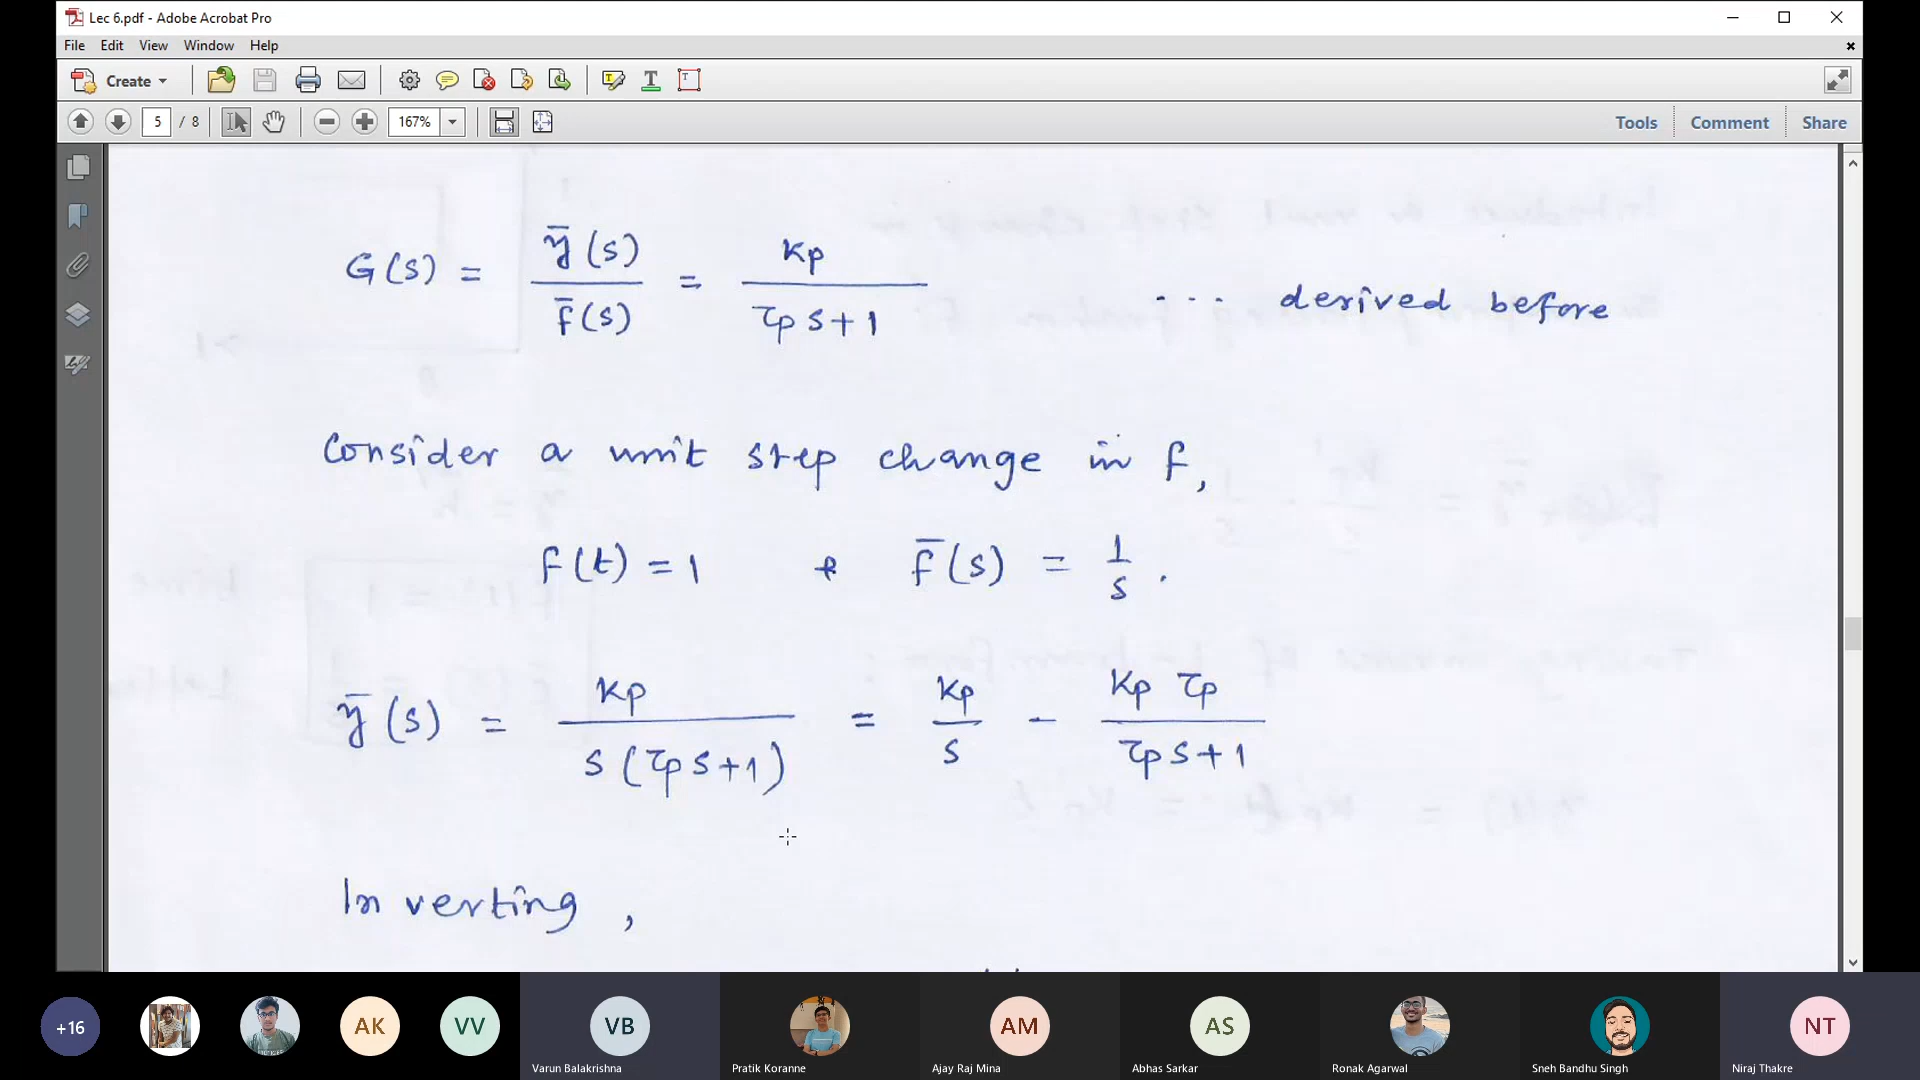 Lec 6.pdf - Adobe Acrobat Pro
File Edit View Window Help
Create
5 / 8 167% Tools Comment Share
G(s) = ȳ(s) / f̄(s) = Kp / (τp s+1) ... derived before
Consider a unit step change in f,
f(t) = 1 & f̄(s) = 1/s.
ȳ(s) = Kp / s(τp s+1) = Kp/s - Kp τp / (τp s+1)
Inverting,
+16 AK VV VB AM AS NT
Varun Balakrishna Pratik Koranne Ajay Raj Mina Abhas Sarkar Ronak Agarwal Sneh Bandhu Singh Niraj Thakre